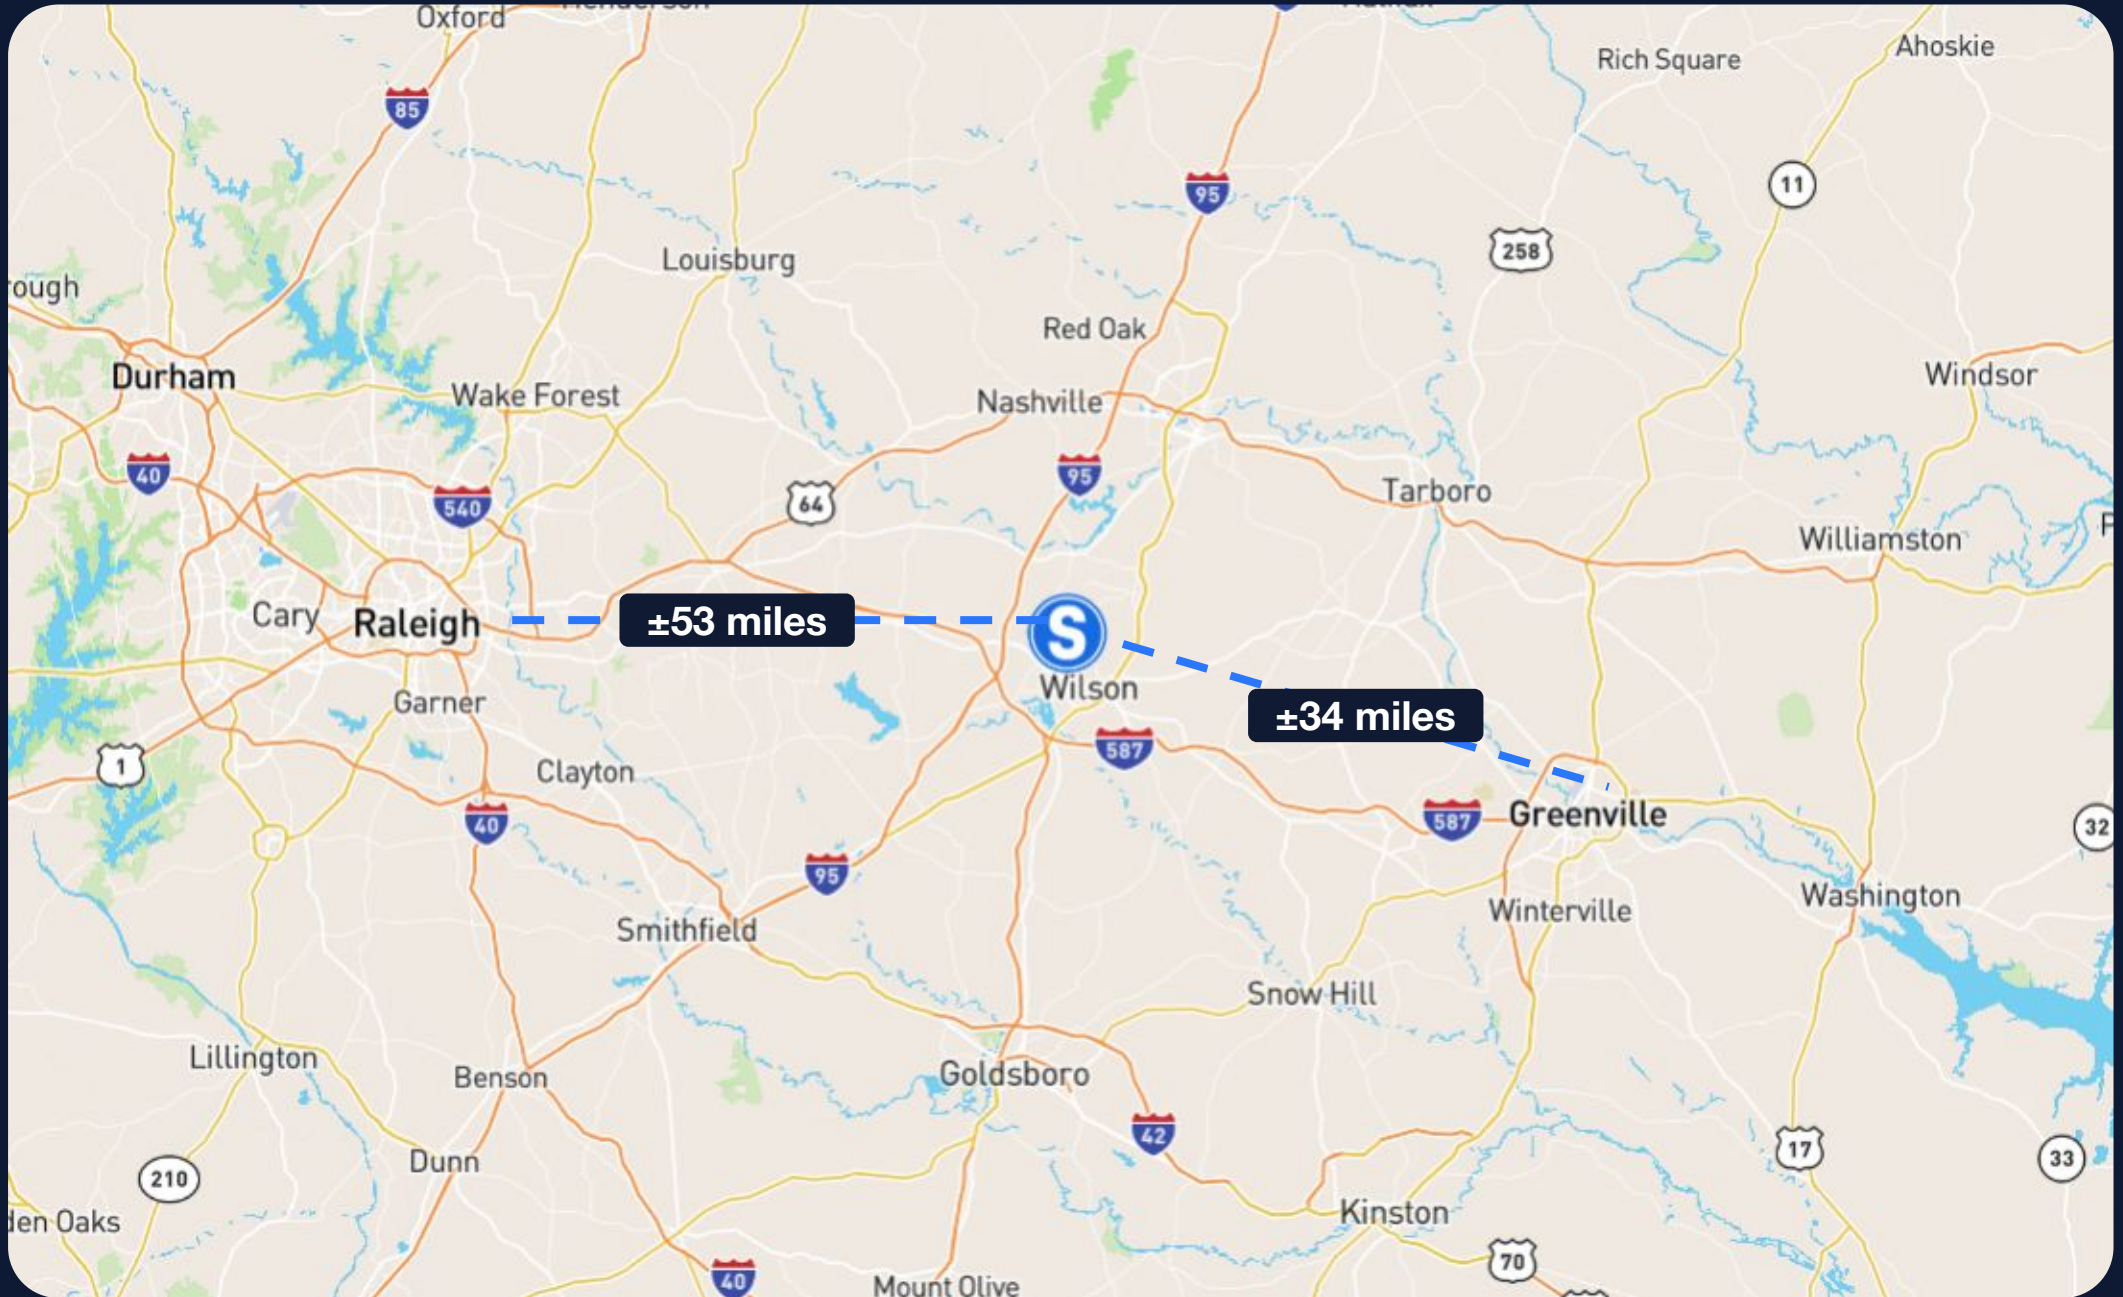 Oxford
Henderson
Rich Square
Ahoskie
85
95
11
258
Louisburg
rough
Red Oak
Durham
Wake Forest
Nashville
Windsor
40
540
64
95
Tarboro
Williamston
Cary
Raleigh
±53 miles
S
Wilson
Garner
±34 miles
587
1
Clayton
40
587
Greenville
32
95
Washington
Smithfield
Winterville
Snow Hill
Lillington
Benson
Goldsboro
42
Dunn
17
210
33
den Oaks
Kinston
70
40
Mount Olive